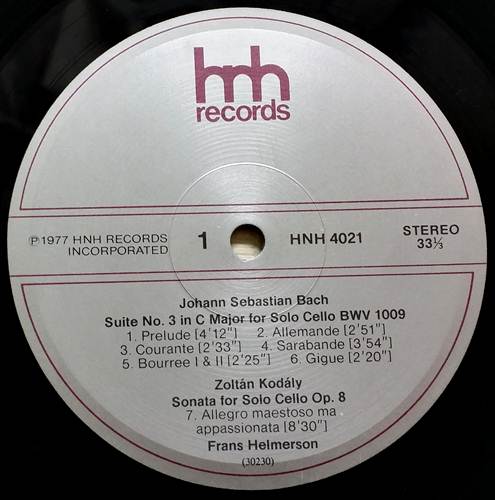 hnh
records
℗1977 HNH RECORDS
INCORPORATED
1
HNH 4021
STEREO
33⅓
Johann Sebastian Bach
Suite No. 3 in C Major for Solo Cello BWV 1009
1. Prelude [4'12"] 2. Allemande [2'51"]
3. Courante [2'33"] 4. Sarabande [3'54"]
5. Bourree I & II [2'25"] 6. Gigue [2'20"]
Zoltán Kodály
Sonata for Solo Cello Op. 8
7. Allegro maestoso ma
appassionata [8'30"]
Frans Helmerson
(30230)